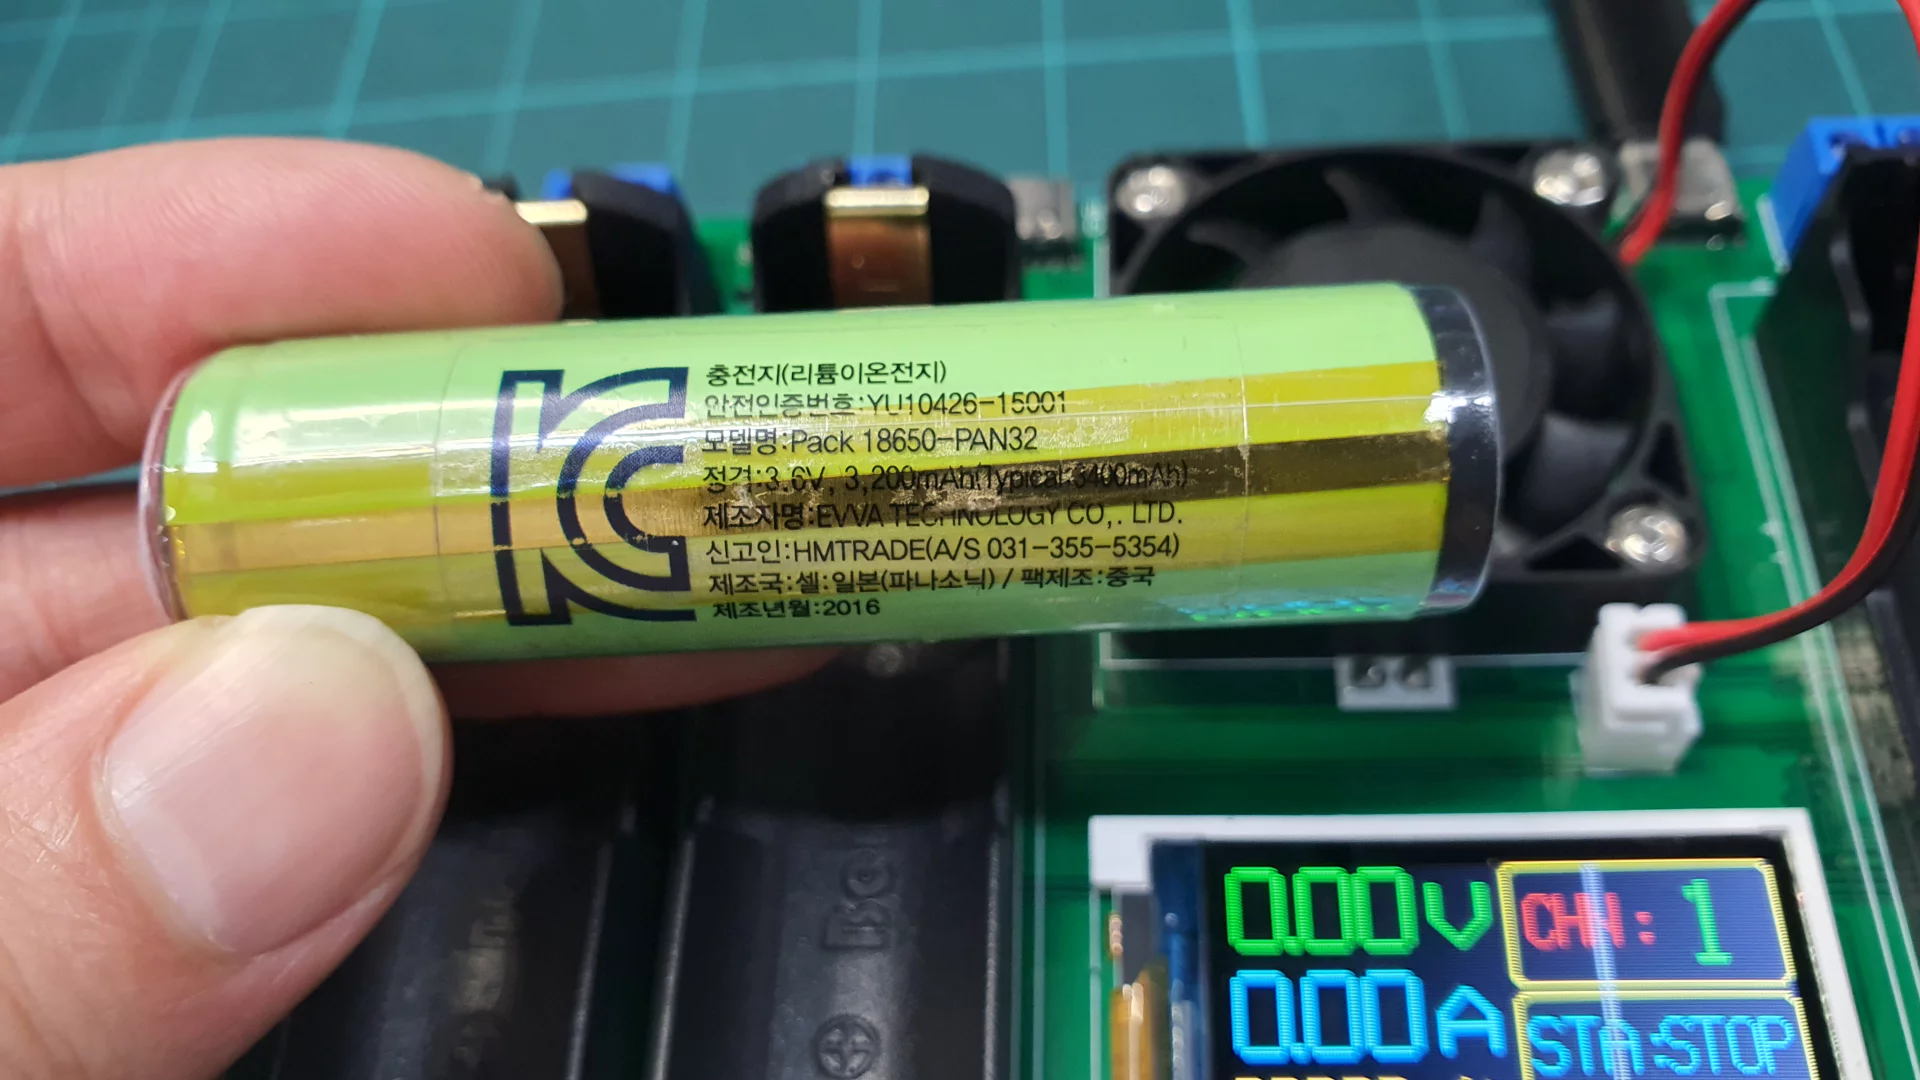 충전지(리튬이온전지)
안전인증번호:YU10426-15001
모델명:Pack 18650-PAN32
정격:3.6V, 3,200mAh(Typical:3400mAh)
제조자명:EVVA TECHNOLOGY CO,. LTD.
신고인:HMTRADE(A/S 031-355-5354)
제조국:셀:일본(파나소닉) / 팩제조:중국
제조년월:2016
0.00V
CHN: 1
0.00A
STA:STOP